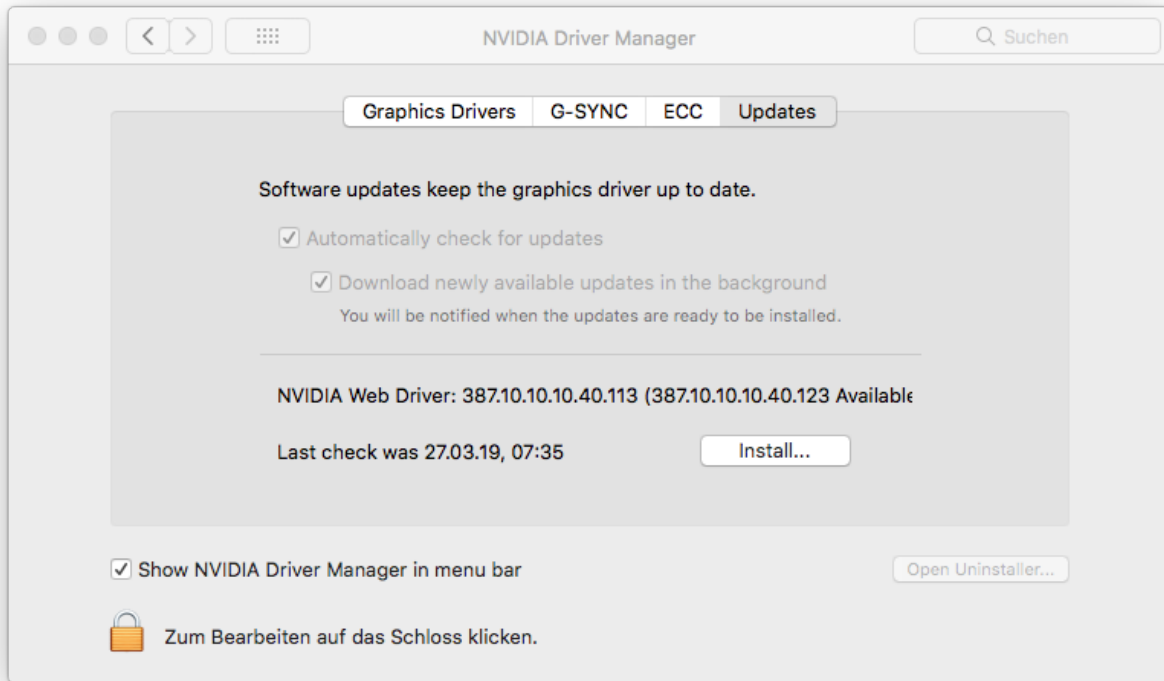 NVIDIA Driver Manager
Suchen
Graphics Drivers G-SYNC ECC Updates
Software updates keep the graphics driver up to date.
Automatically check for updates
Download newly available updates in the background
You will be notified when the updates are ready to be installed.
NVIDIA Web Driver: 387.10.10.10.40.113 (387.10.10.10.40.123 Available
Last check was 27.03.19, 07:35
Install...
Show NVIDIA Driver Manager in menu bar
Open Uninstaller...
Zum Bearbeiten auf das Schloss klicken.